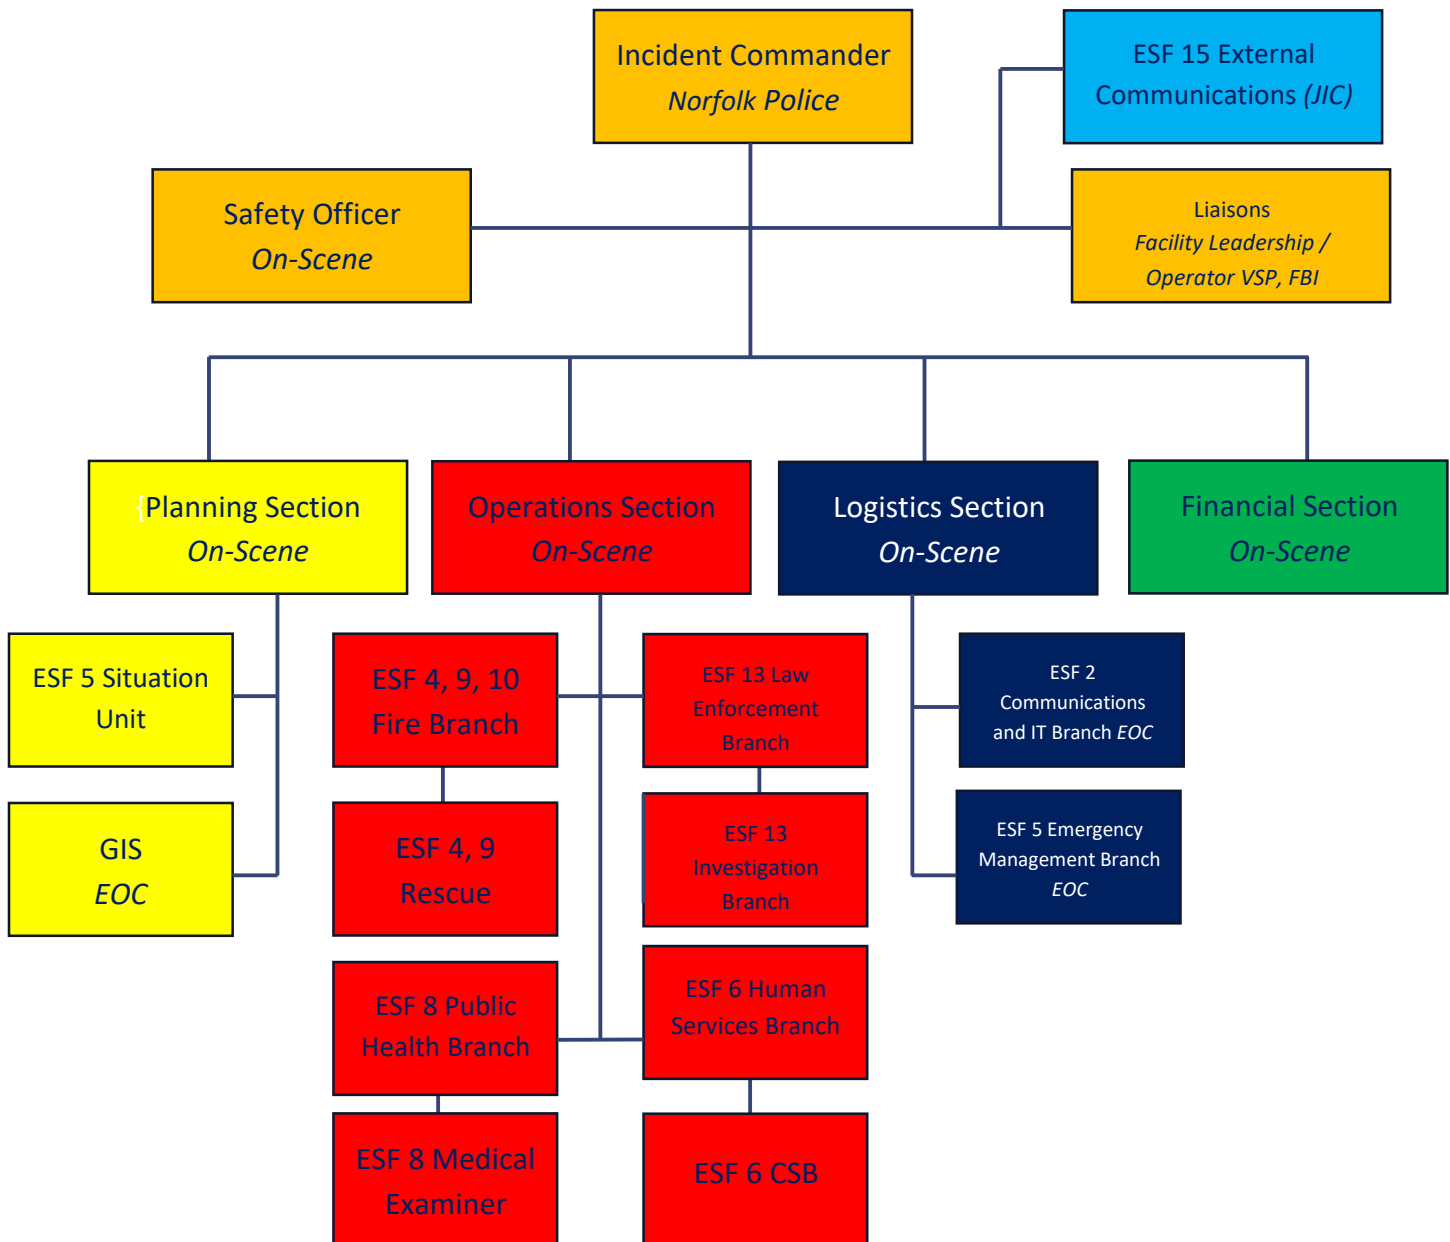 Incident Commander
Norfolk Police
ESF 15 External
Communications (JIC)
Safety Officer
On-Scene
Liaisons
Facility Leadership /
Operator VSP, FBI
{Planning Section
On-Scene
Operations Section
On-Scene
Logistics Section
On-Scene
Financial Section
On-Scene
ESF 5 Situation
Unit
ESF 4, 9, 10
Fire Branch
ESF 13 Law
Enforcement
Branch
ESF 2
Communications
and IT Branch EOC
GIS
EOC
ESF 4, 9
Rescue
ESF 13
Investigation
Branch
ESF 5 Emergency
Management Branch
EOC
ESF 8 Public
Health Branch
ESF 6 Human
Services Branch
ESF 8 Medical
Examiner
ESF 6 CSB